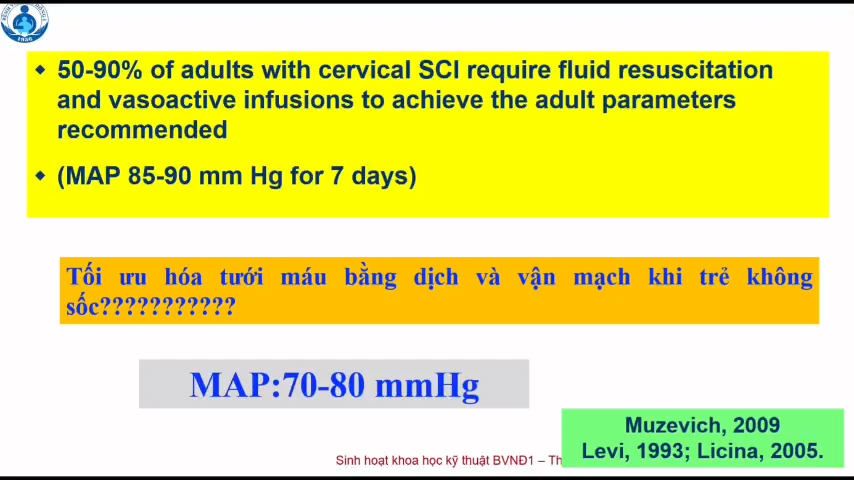 1956
50-90% of adults with cervical SCI require fluid resuscitation
and vasoactive infusions to achieve the adult parameters
recommended
(MAP 85-90 mm Hg for 7 days)
Tối ưu hóa tưới máu bằng dịch và vận mạch khi trẻ không
sốc???????????
MAP:70-80 mmHg
Muzevich, 2009
Levi, 1993; Licina, 2005.
Sinh hoạt khoa học kỹ thuật BVNĐ1 – Th